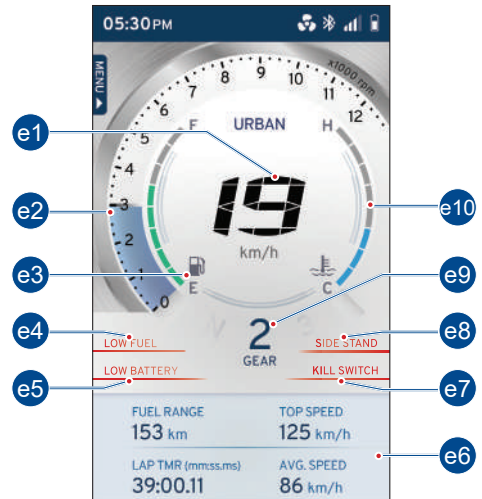 05:30 PM
MENU
x1000 rpm
0
1
2
3
4
5
6
7
8
9
10
11
12
F
URBAN
H
19
km/h
E
C
2
GEAR
LOW FUEL
SIDE STAND
LOW BATTERY
KILL SWITCH
FUEL RANGE
TOP SPEED
153 km
125 km/h
LAP TMR (mm:ss.ms)
AVG. SPEED
39:00.11
86 km/h
e1
e2
e3
e4
e5
e10
e9
e8
e7
e6